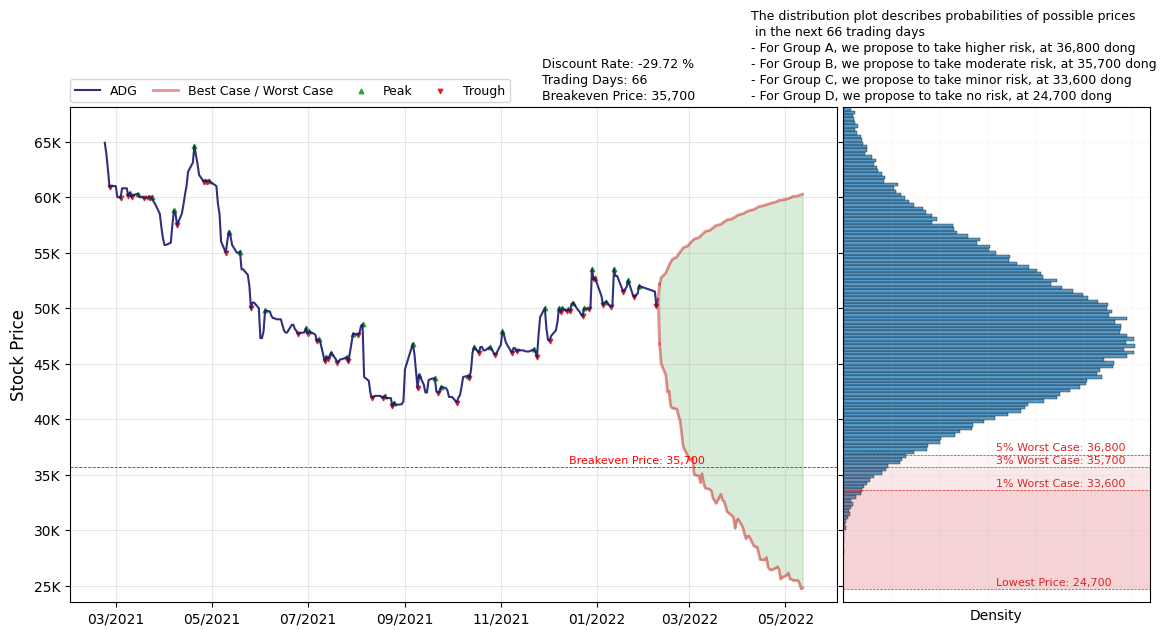 The distribution plot describes probabilities of possible prices
in the next 66 trading days
- For Group A, we propose to take higher risk, at 36,800 dong
- For Group B, we propose to take moderate risk, at 35,700 dong
- For Group C, we propose to take minor risk, at 33,600 dong
- For Group D, we propose to take no risk, at 24,700 dong
Discount Rate: -29.72 %
Trading Days: 66
Breakeven Price: 35,700
ADG
Best Case / Worst Case
Peak
Trough
Stock Price
65K
60K
55K
50K
45K
40K
35K
30K
25K
Breakeven Price: 35,700
03/2021
05/2021
07/2021
09/2021
11/2021
01/2022
03/2022
05/2022
5% Worst Case: 36,800
3% Worst Case: 35,700
1% Worst Case: 33,600
Lowest Price: 24,700
Density